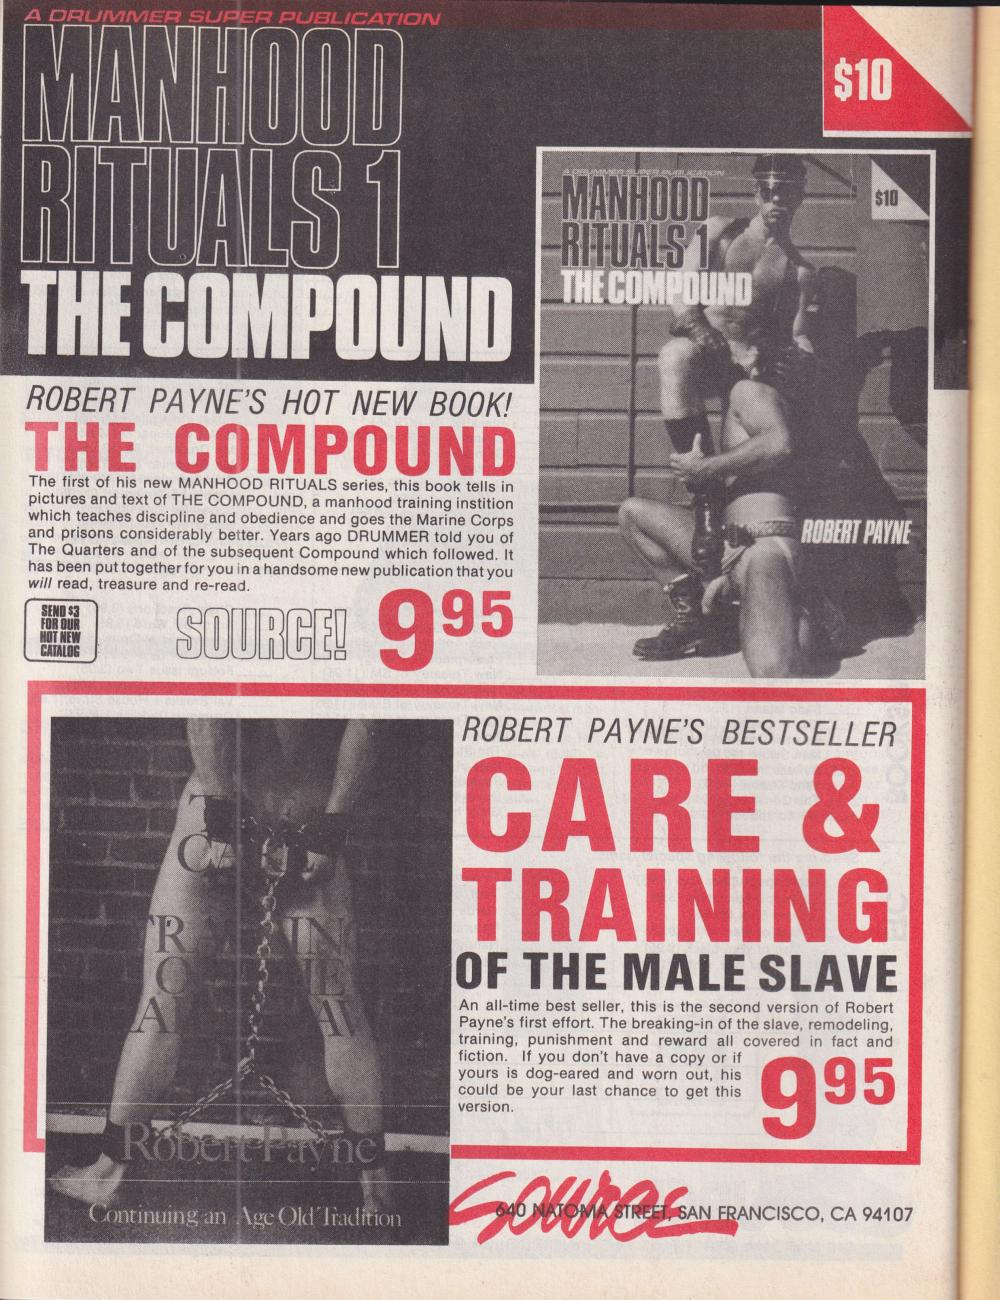 A DRUMMER SUPER PUBLICATION
MANHOOD
RITUALS 1
THE COMPOUND
$10
A DRUMMER SUPER PUBLICATION
MANHOOD
RITUALS 1
THE COMPOUND
$10
ROBERT PAYNE
ROBERT PAYNE'S HOT NEW BOOK!
THE COMPOUND
The first of his new MANHOOD RITUALS series, this book tells in
pictures and text of THE COMPOUND, a manhood training instition
which teaches discipline and obedience and goes the Marine Corps
and prisons considerably better. Years ago DRUMMER told you of
The Quarters and of the subsequent Compound which followed. It
has been put together for you in a handsome new publication that you
will read, treasure and re-read.
SEND $3
FOR OUR
HOT NEW
CATALOG
SOURCE!
9 95
ROBERT PAYNE'S BESTSELLER
CARE &
TRAINING
OF THE MALE SLAVE
An all-time best seller, this is the second version of Robert
Payne's first effort. The breaking-in of the slave, remodeling,
training, punishment and reward all covered in fact and
fiction. If you don't have a copy or if
yours is dog-eared and worn out, his
could be your last chance to get this
version.
9 95
Robert Payne
Continuing an Age Old Tradition
Source
640 NATOMA STREET, SAN FRANCISCO, CA 94107